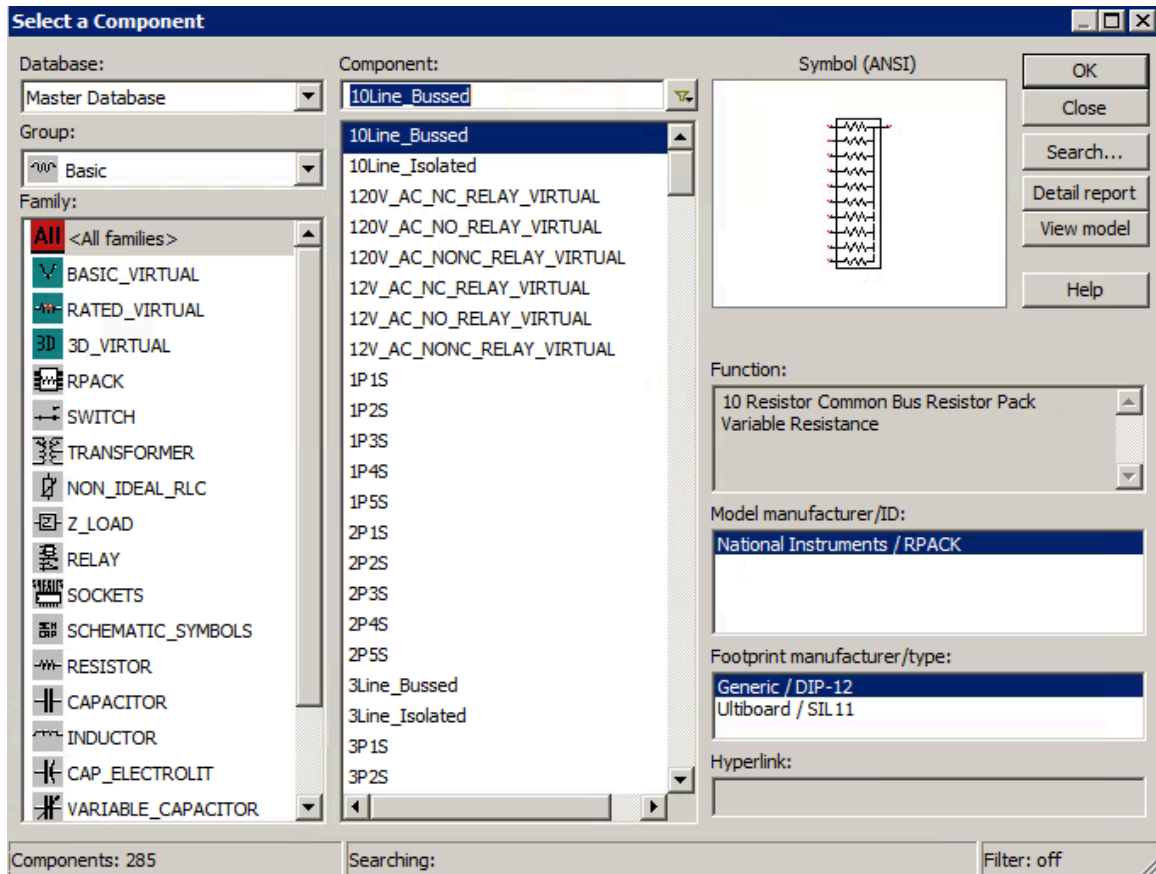 Select a Component
Database:
Master Database
Group:
Basic
Family:
All <All families>
BASIC_VIRTUAL
RATED_VIRTUAL
3D 3D_VIRTUAL
RPACK
SWITCH
TRANSFORMER
NON_IDEAL_RLC
Z Z_LOAD
RELAY
SOCKETS
SCHEMATIC_SYMBOLS
RESISTOR
CAPACITOR
INDUCTOR
CAP_ELECTROLIT
VARIABLE_CAPACITOR
Component:
10Line_Bussed
10Line_Bussed
10Line_Isolated
120V_AC_NC_RELAY_VIRTUAL
120V_AC_NO_RELAY_VIRTUAL
120V_AC_NONC_RELAY_VIRTUAL
12V_AC_NC_RELAY_VIRTUAL
12V_AC_NO_RELAY_VIRTUAL
12V_AC_NONC_RELAY_VIRTUAL
1P1S
1P2S
1P3S
1P4S
1P5S
2P1S
2P2S
2P3S
2P4S
2P5S
3Line_Bussed
3Line_Isolated
3P1S
3P2S
Symbol (ANSI)
OK
Close
Search...
Detail report
View model
Help
Function:
10 Resistor Common Bus Resistor Pack
Variable Resistance
Model manufacturer/ID:
National Instruments / RPACK
Footprint manufacturer/type:
Generic / DIP-12
Ultiboard / SIL11
Hyperlink:
Components: 285
Searching:
Filter: off